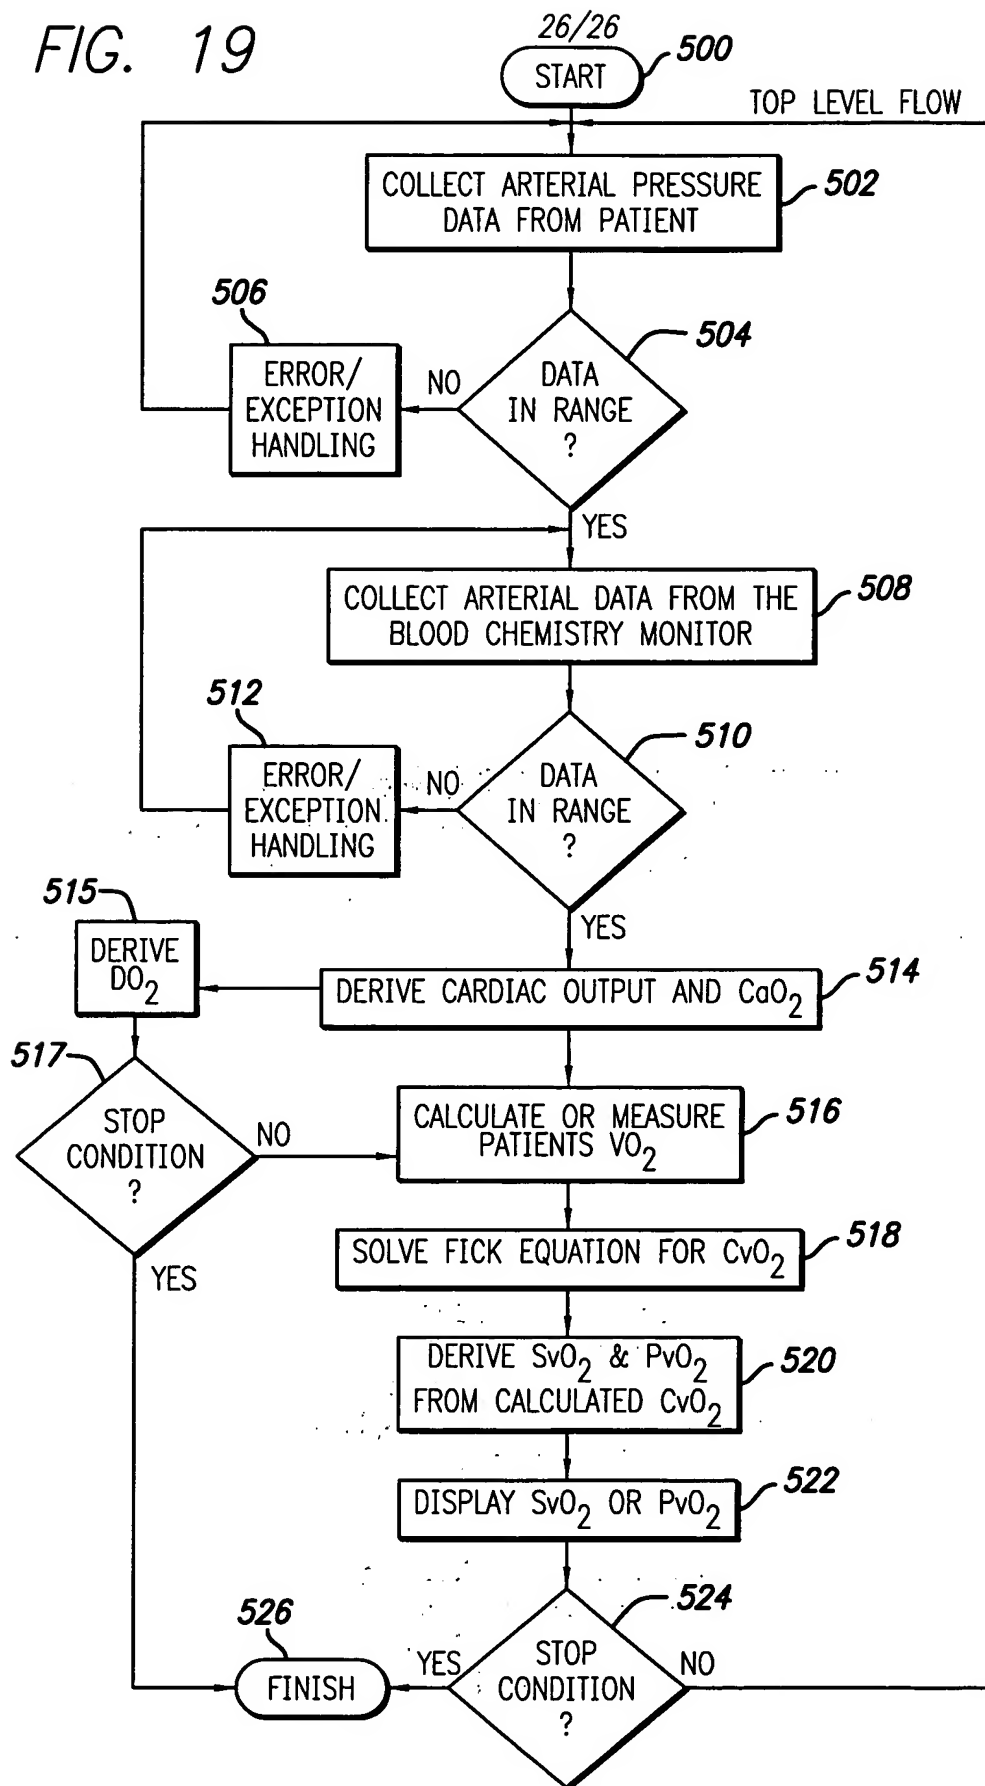 FIG. 19
26/26
START
500
TOP LEVEL FLOW
COLLECT ARTERIAL PRESSURE
DATA FROM PATIENT
502
506
504
ERROR/
EXCEPTION
HANDLING
NO
DATA
IN RANGE
?
YES
COLLECT ARTERIAL DATA FROM THE
BLOOD CHEMISTRY MONITOR
508
512
510
ERROR/
EXCEPTION
HANDLING
NO
DATA
IN RANGE
?
YES
515
DERIVE
DO2
DERIVE CARDIAC OUTPUT AND CaO2
514
517
STOP
CONDITION
?
NO
YES
CALCULATE OR MEASURE
PATIENTS VO2
516
SOLVE FICK EQUATION FOR CvO2
518
DERIVE SvO2 & PvO2
FROM CALCULATED CvO2
520
DISPLAY SvO2 OR PvO2
522
524
526
FINISH
YES
STOP
CONDITION
?
NO